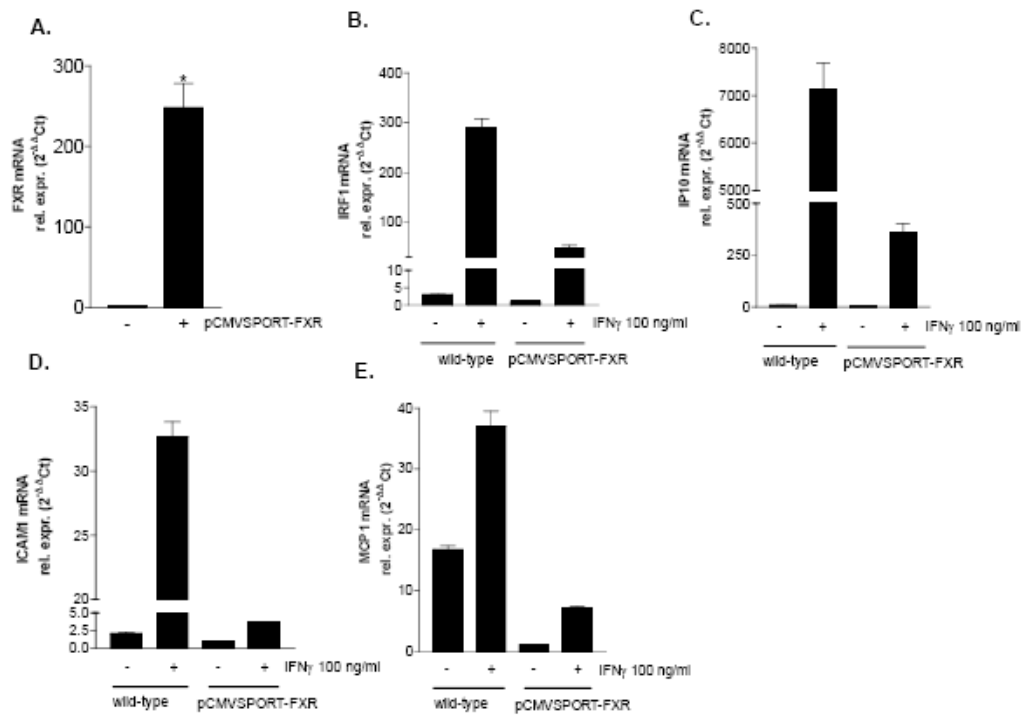 A.
FXR mRNA
rel. expr. (2-ΔΔCt)
300
200
100
0
- + pCMVSPORT-FXR
*
B.
IRF1 mRNA
rel. expr. (2-ΔΔCt)
400
300
200
100
10
5
0
- + - + IFNγ 100 ng/ml
wild-type pCMVSPORT-FXR
C.
IP10 mRNA
rel. expr. (2-ΔΔCt)
8000
7000
6000
5000
500
250
0
- + - + IFNγ 100 ng/ml
wild-type pCMVSPORT-FXR
D.
ICAM1 mRNA
rel. expr. (2-ΔΔCt)
35
33
35
20
5.0
2.5
0.0
- + - + IFNγ 100 ng/ml
wild-type pCMVSPORT-FXR
E.
MCP1 mRNA
rel. expr. (2-ΔΔCt)
40
30
20
10
0
- + - + IFNγ 100 ng/ml
wild-type pCMVSPORT-FXR